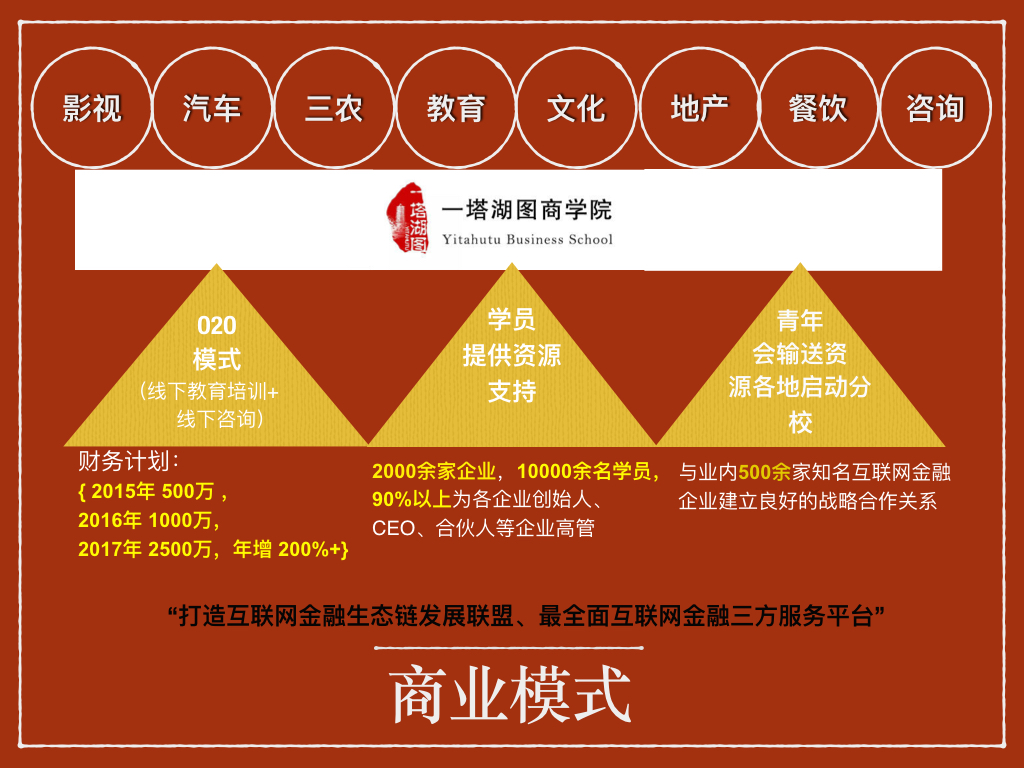 影视 汽车 三农 教育 文化 地产 餐饮 咨询
一塔湖图
一塔湖图商学院
Yitahutu Business School
020
模式
（线下教育培训+
线下咨询）
学员
提供资源
支持
青年
会输送资
源各地启动分
校
财务计划：
{ 2015年 500万 ，
2016年 1000万，
2017年 2500万，年增 200%+}
2000余家企业，10000余名学员，
90%以上为各企业创始人、
CEO、合伙人等企业高管
与业内500余家知名互联网金融
企业建立良好的战略合作关系
“打造互联网金融生态链发展联盟、最全面互联网金融三方服务平台”
商业模式